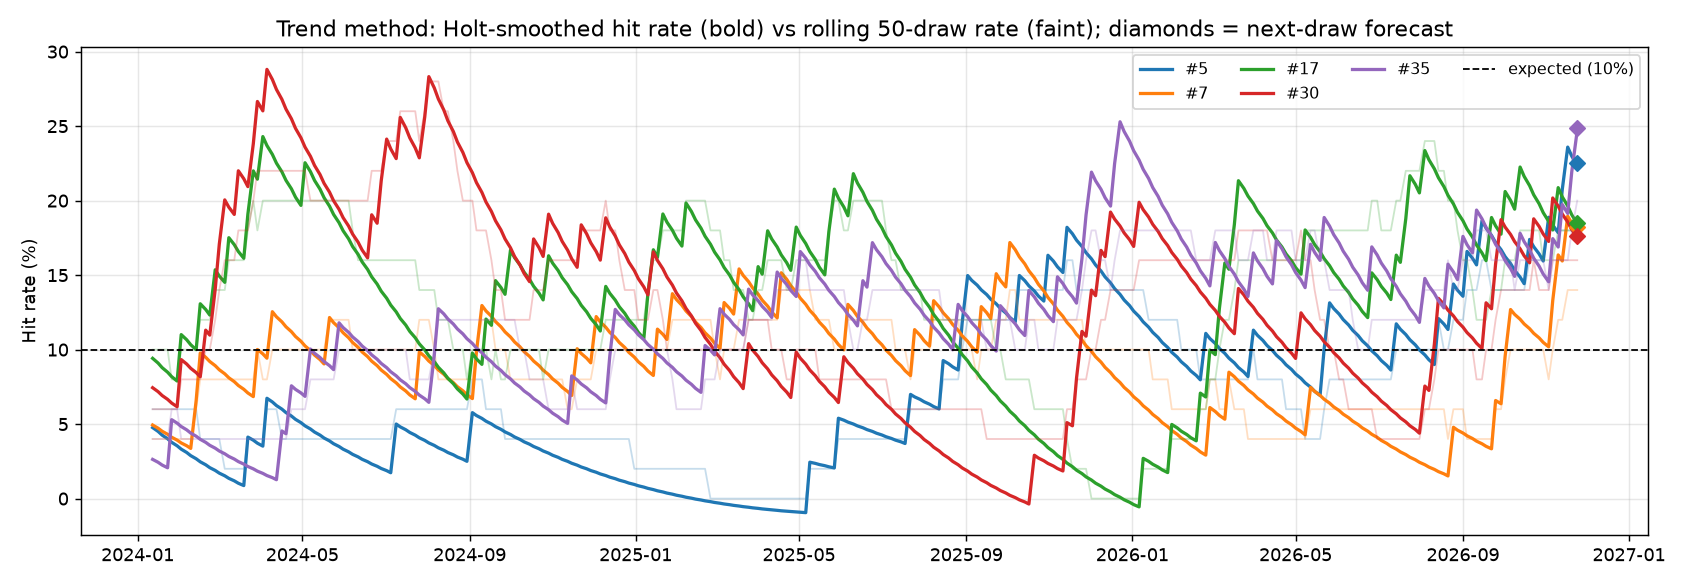 Trend method: Holt-smoothed hit rate (bold) vs rolling 50-draw rate (faint); diamonds = next-draw forecast
#5 #17 #35 expected (10%)
#7 #30
Hit rate (%)
30
25
20
15
10
5
0
2024-01 2024-05 2024-09 2025-01 2025-05 2025-09 2026-01 2026-05 2026-09 2027-01